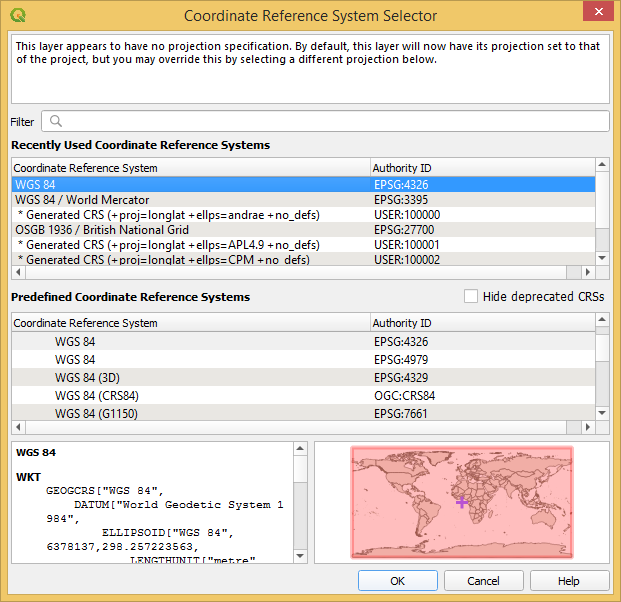 Coordinate Reference System Selector
This layer appears to have no projection specification. By default, this layer will now have its projection set to that
of the project, but you may override this by selecting a different projection below.
Filter
Recently Used Coordinate Reference Systems
Coordinate Reference System Authority ID
WGS 84 EPSG:4326
WGS 84 / World Mercator EPSG:3395
* Generated CRS (+proj=longlat +ellps=andrae +no_defs) USER:100000
OSGB 1936 / British National Grid EPSG:27700
* Generated CRS (+proj=longlat +ellps=APL4.9 +no_defs) USER:100001
* Generated CRS (+proj=longlat +ellps=CPM +no_defs) USER:100002
Predefined Coordinate Reference Systems Hide deprecated CRSs
Coordinate Reference System Authority ID
WGS 84 EPSG:4326
WGS 84 EPSG:4979
WGS 84 (3D) EPSG:4329
WGS 84 (CRS84) OGC:CRS84
WGS 84 (G1150) EPSG:7661
WGS 84
WKT
GEOGCRS["WGS 84",
DATUM["World Geodetic System 1
984",
ELLIPSOID["WGS 84",
6378137,298.257223563,
LENGTHUNIT["metre"
OK Cancel Help